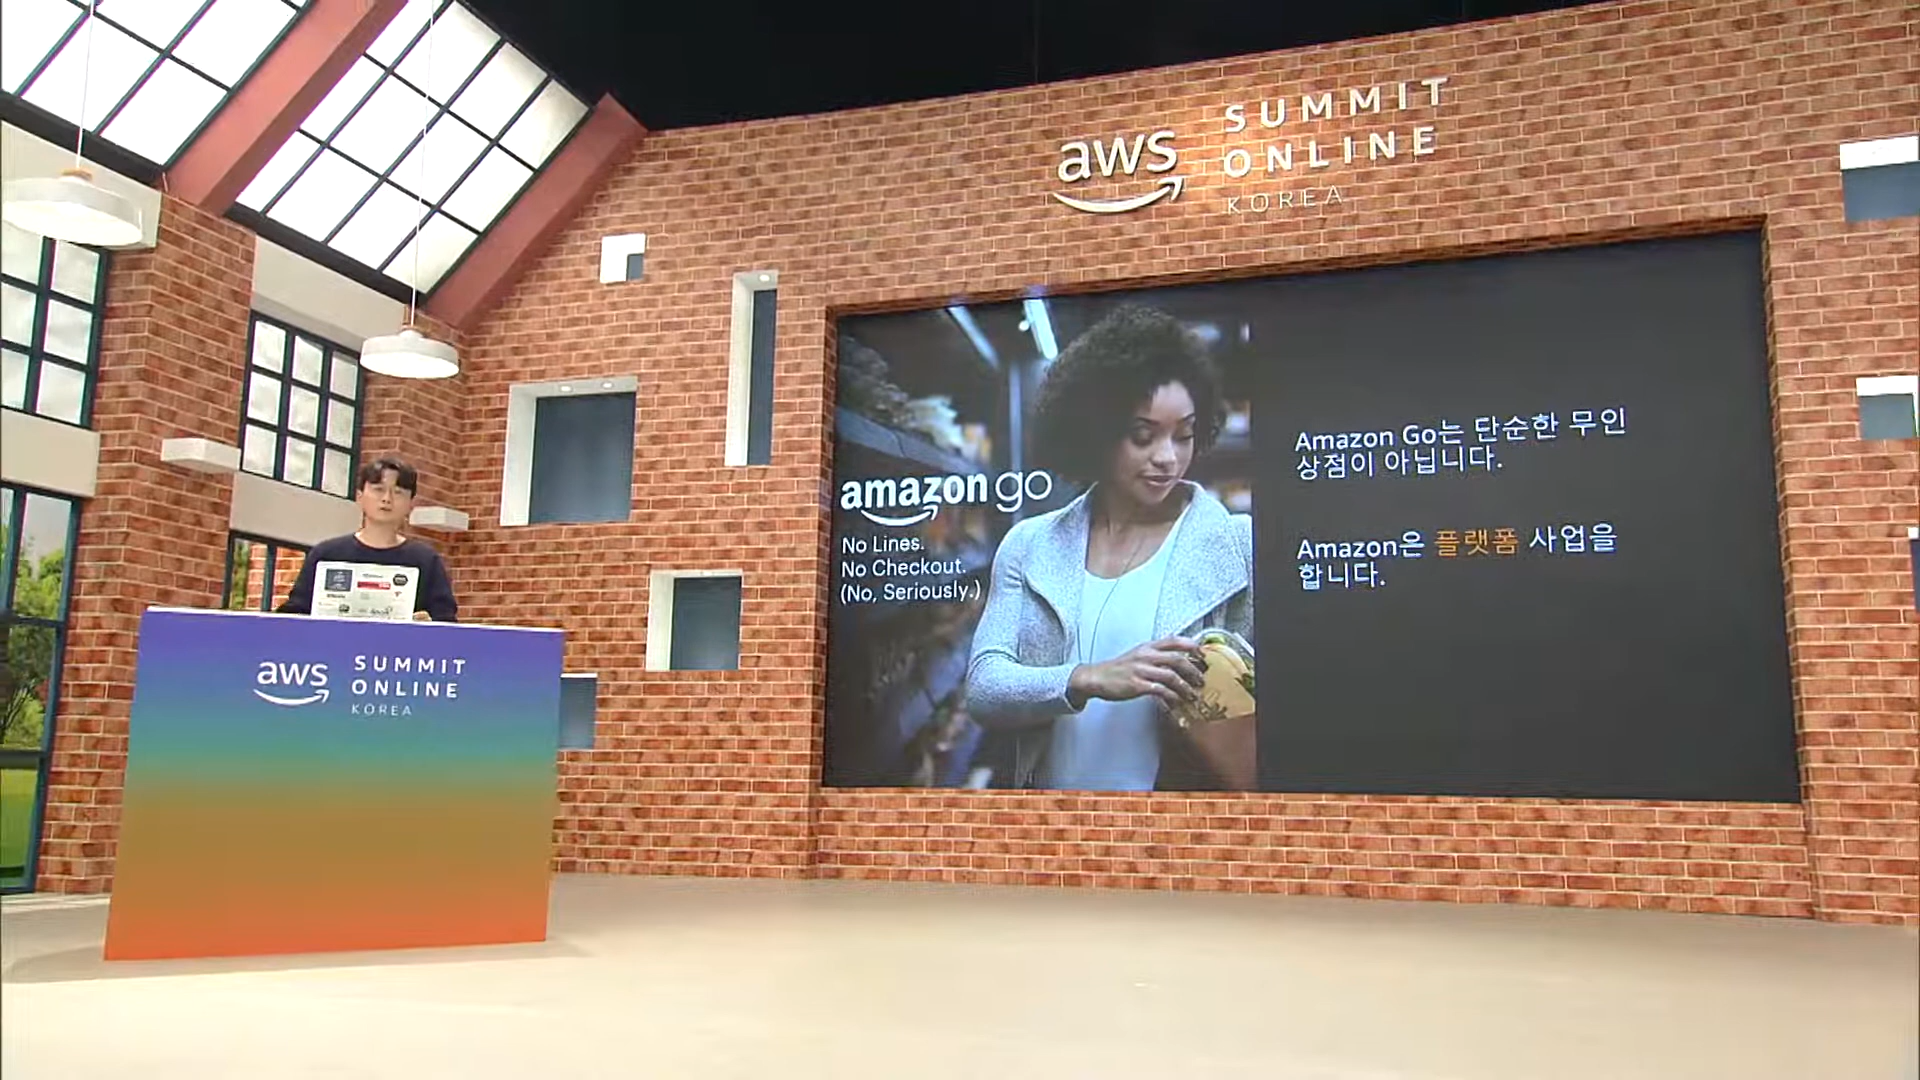 aws
SUMMIT
ONLINE
KOREA
amazon go
No Lines.
No Checkout.
(No, Seriously.)
Amazon Go는 단순한 무인
상점이 아닙니다.
Amazon은 플랫폼 사업을
합니다.
aws
SUMMIT
ONLINE
KOREA